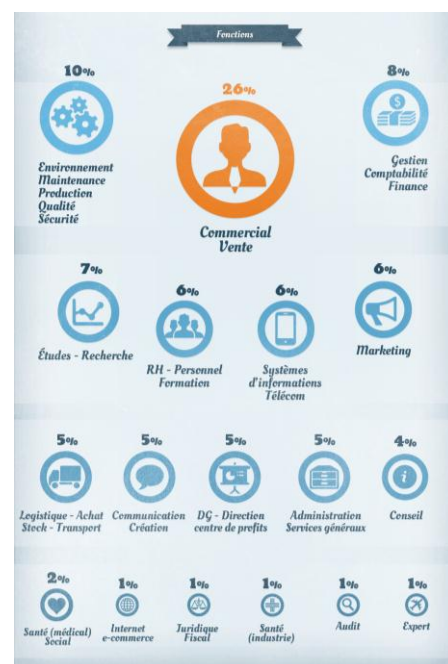 Fonctions
10%
Environnement
Maintenance
Production
Qualité
Sécurité
26%
Commercial
Vente
8%
$
Gestion
Comptabilité
Finance
7%
Études - Recherche
6%
RH - Personnel
Formation
6%
Systèmes
d'informations
Télécom
6%
Marketing
5%
Logistique - Achat
Stock - Transport
5%
Communication
Création
5%
DG - Direction
centre de profits
5%
Administration
Services généraux
4%
i
Conseil
2%
Santé (médical)
Social
1%
Internet
e-commerce
1%
Juridique
Fiscal
1%
Santé
(industrie)
1%
Audit
1%
Expert